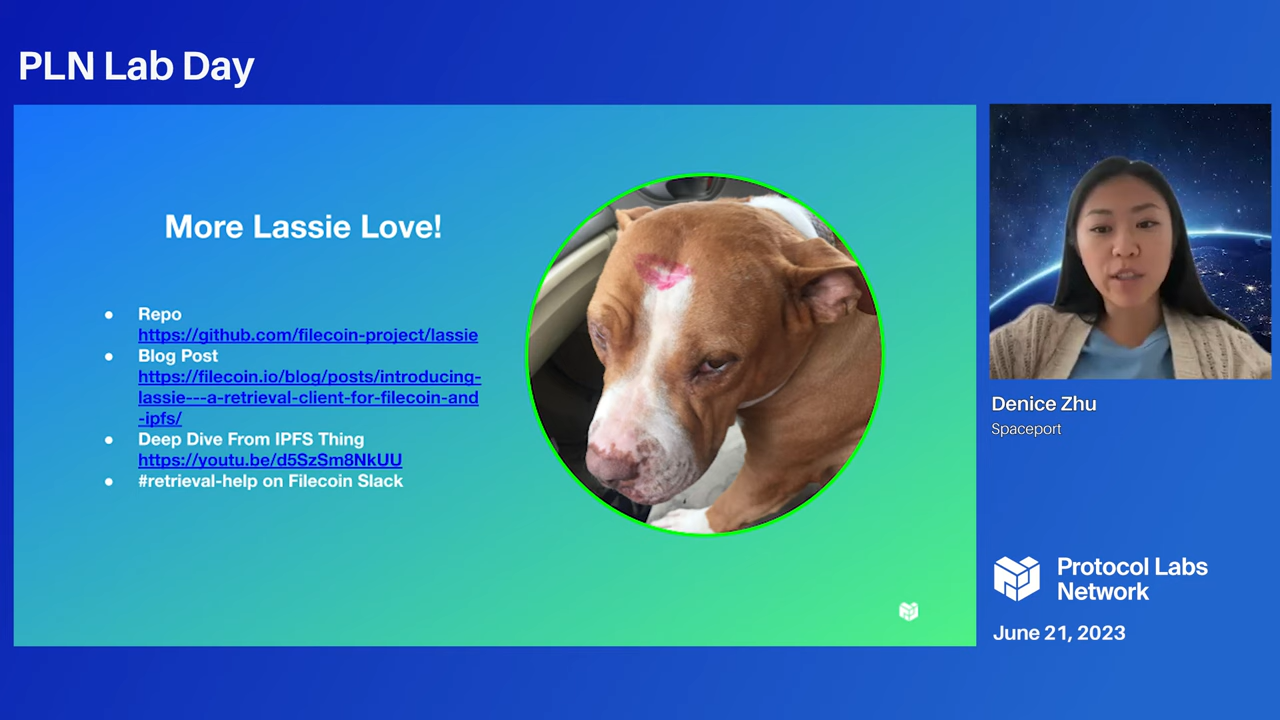 PLN Lab Day
More Lassie Love!
● Repo
https://github.com/filecoin-project/lassie
● Blog Post
https://filecoin.io/blog/posts/introducing-
lassie---a-retrieval-client-for-filecoin-and
-ipfs/
● Deep Dive From IPFS Thing
https://youtu.be/d5SzSm8NkUU
● #retrieval-help on Filecoin Slack
Denice Zhu
Spaceport
Protocol Labs
Network
June 21, 2023